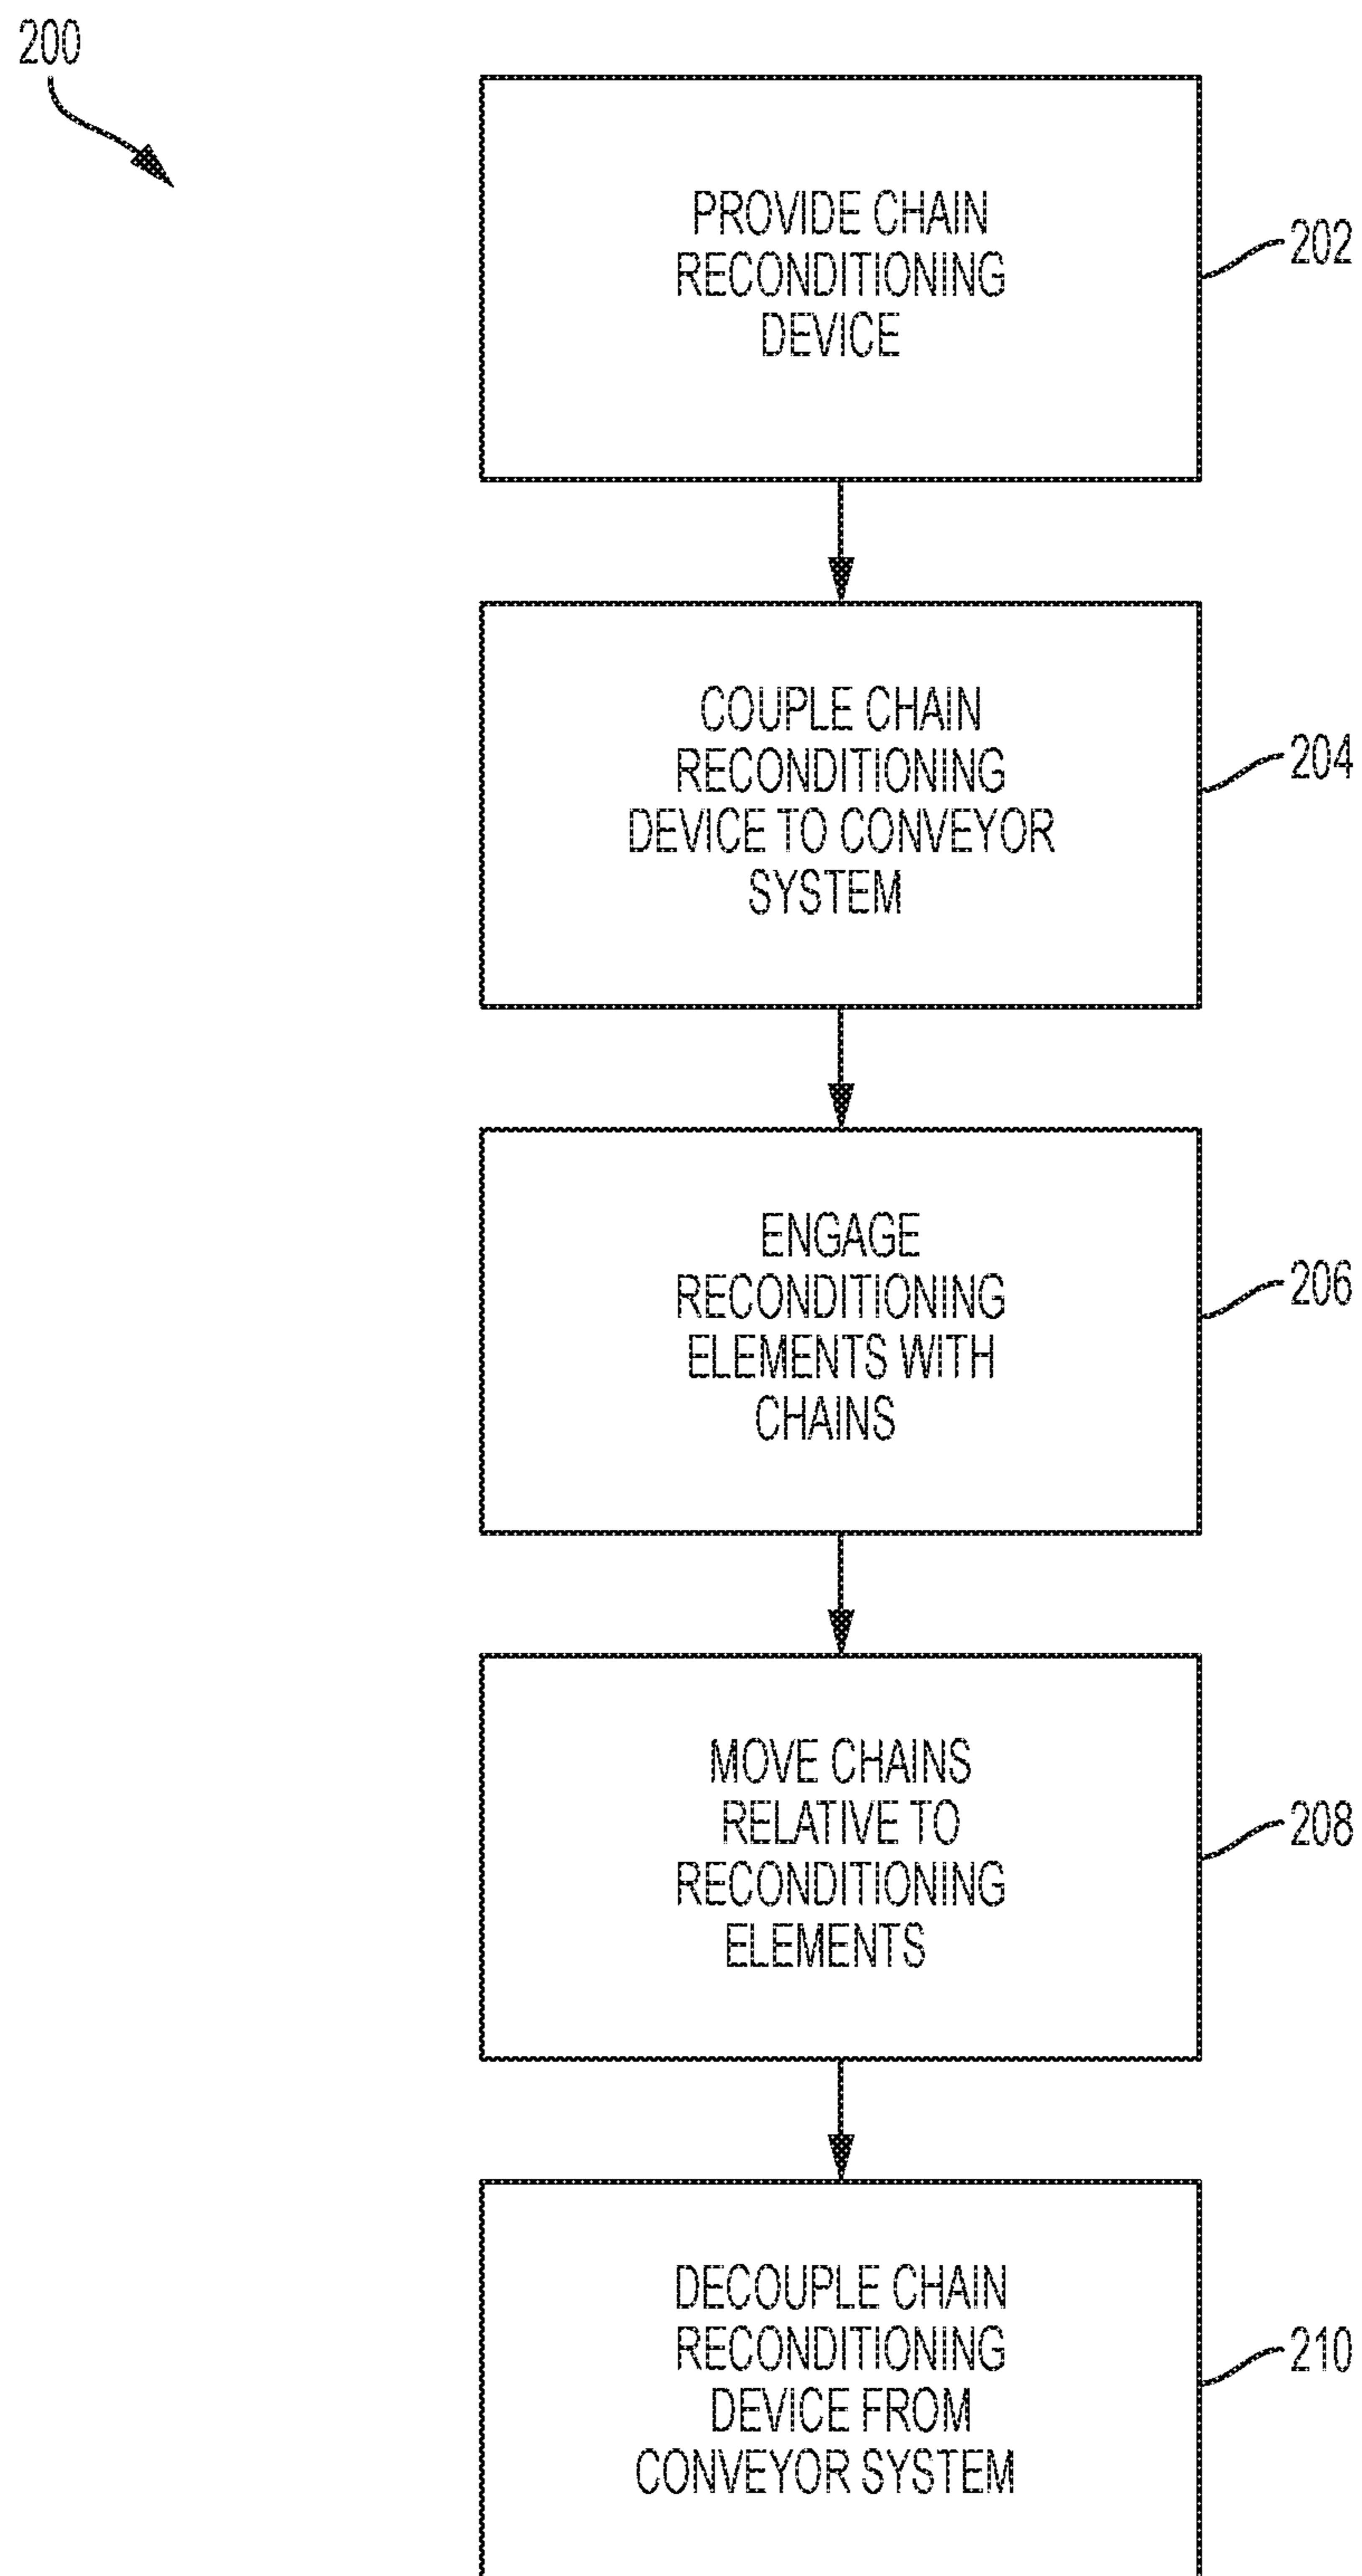 200
PROVIDE CHAIN
RECONDITIONING
DEVICE
202
COUPLE CHAIN
RECONDITIONING
DEVICE TO CONVEYOR
SYSTEM
204
ENGAGE
RECONDITIONING
ELEMENTS WITH
CHAINS
206
MOVE CHAINS
RELATIVE TO
RECONDITIONING
ELEMENTS
208
DECOUPLE CHAIN
RECONDITIONING
DEVICE FROM
CONVEYOR SYSTEM
210